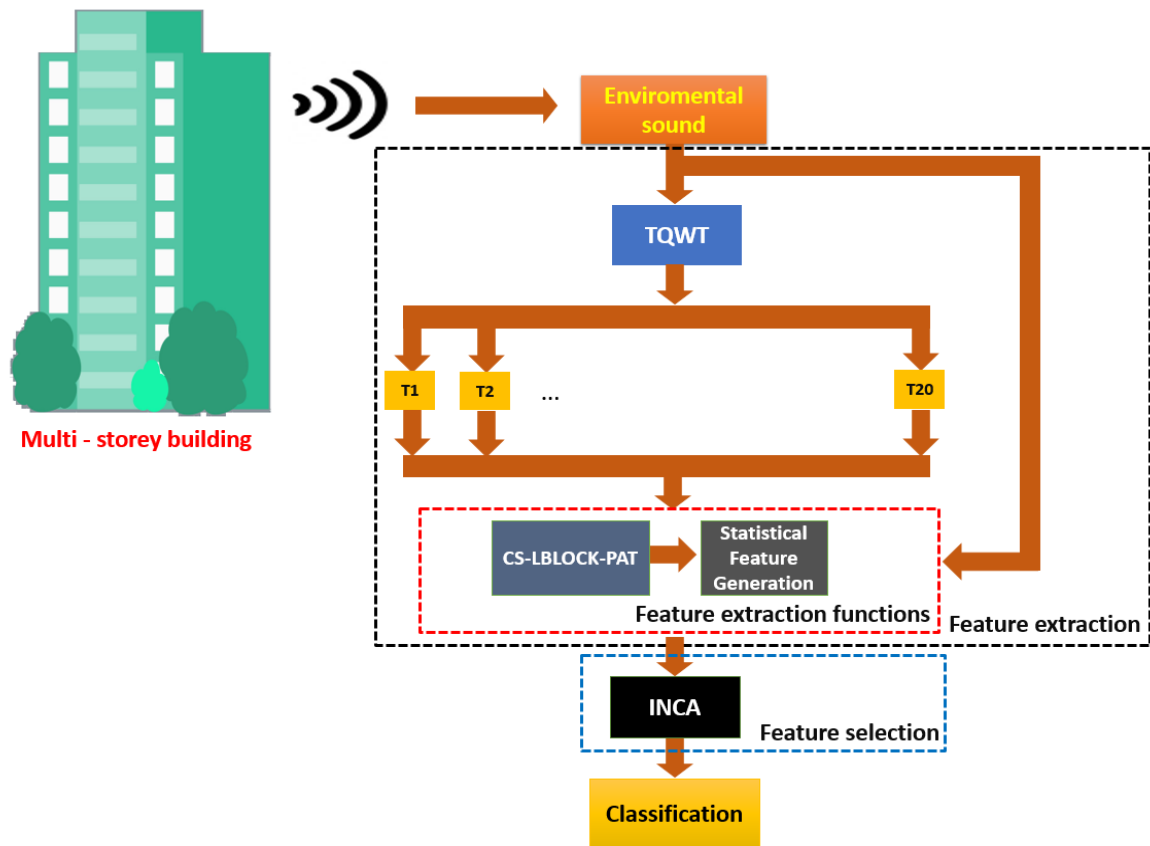 Enviromental
sound
TQWT
T1
T2
...
T20
Multi - storey building
CS-LBLOCK-PAT
Statistical
Feature
Generation
Feature extraction functions
Feature extraction
INCA
Feature selection
Classification